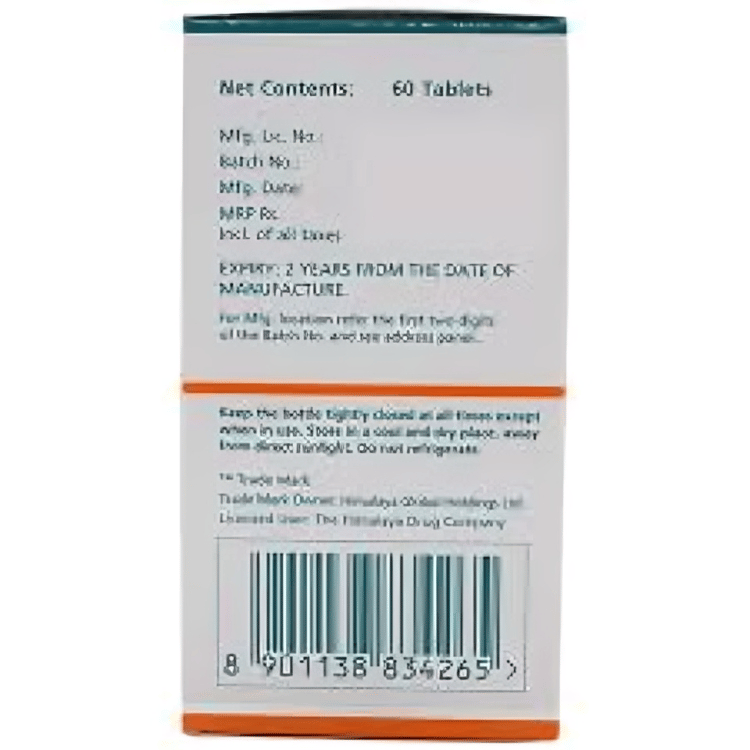 Net Contents: 60 Tablets
Mfg. Lic. No.:
Batch No.:
Mfg. Date:
MRP Rs.
Incl. of all taxes
EXPIRY: 2 YEARS FROM THE DATE OF
MANUFACTURE.
For Mfg. location refer the first two digits
of the Batch No. and see address panel.
Keep the bottle tightly closed at all times except
when in use. Store in a cool and dry place, away
from direct sunlight. Do not refrigerate.
™ Trade Mark
Trade Mark Owner: Himalaya Global Holdings Ltd.
Licensed User: The Himalaya Drug Company
8 901138 834265 >